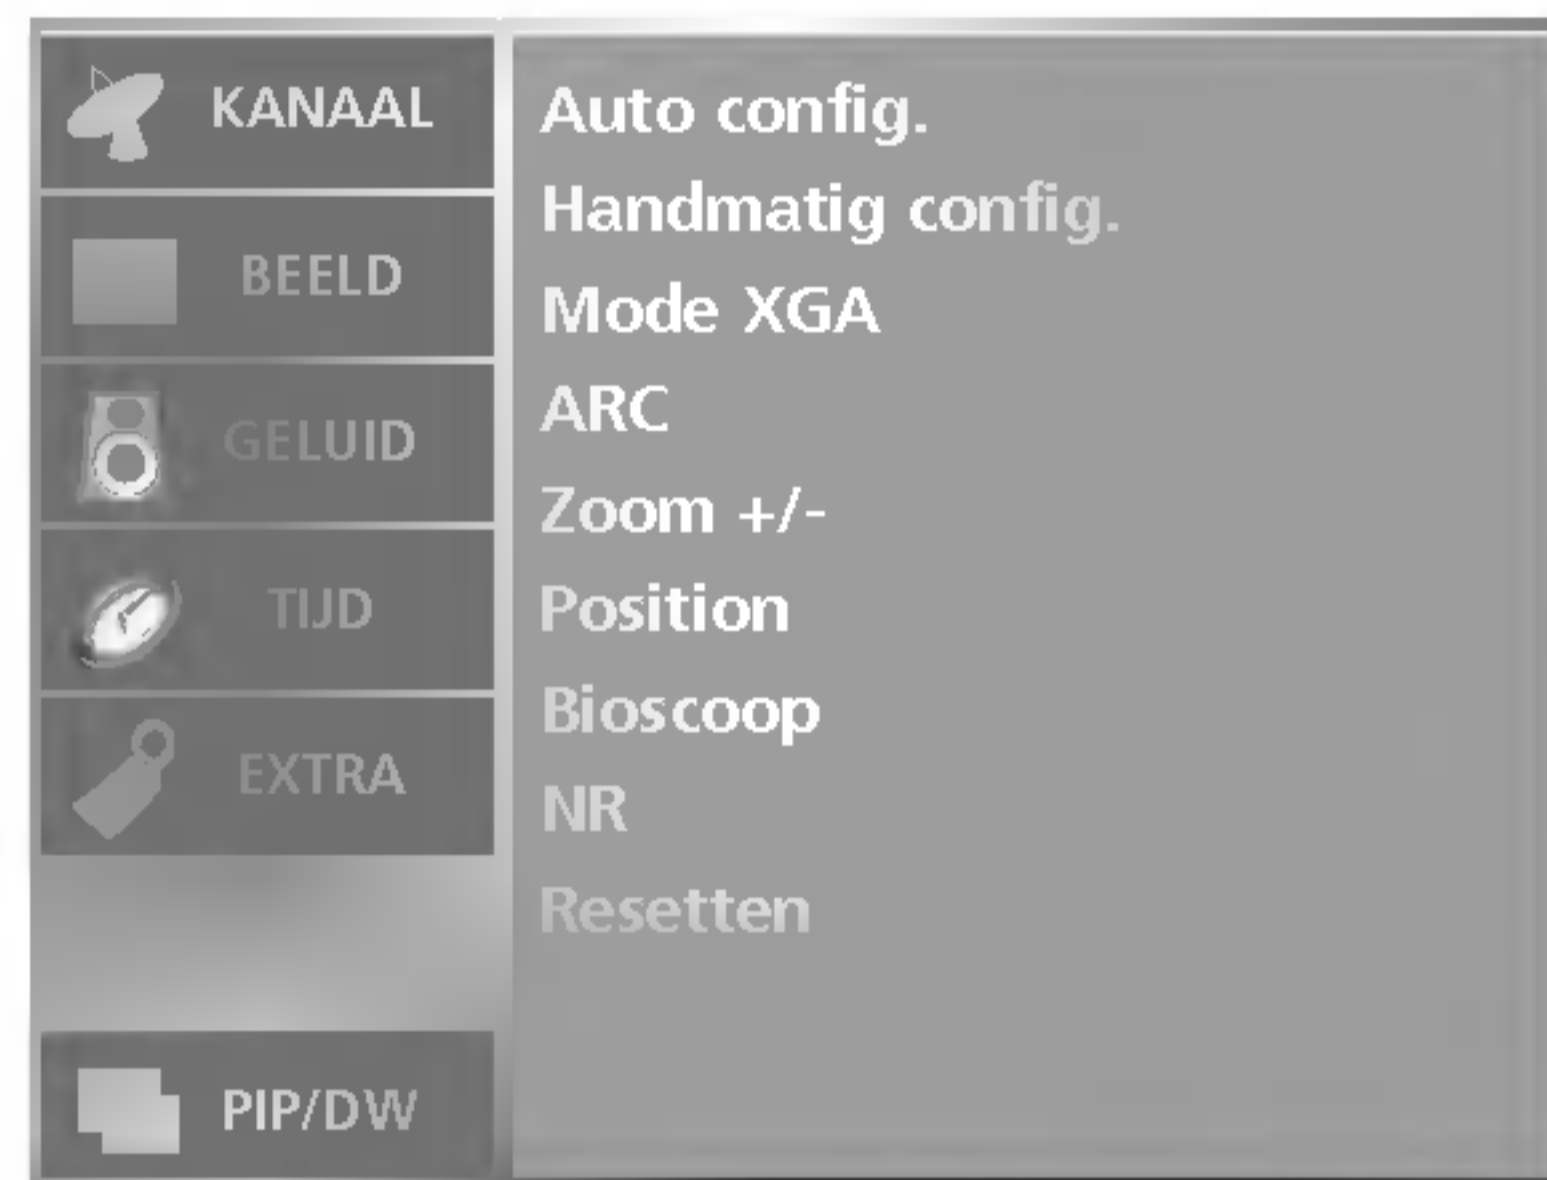 KANAAL
BEELD
GELUID
TIJD
EXTRA
PIP/DW
Auto config.
Handmatig config.
Mode XGA
ARC
Zoom +/-
Position
Bioscoop
NR
Resetten